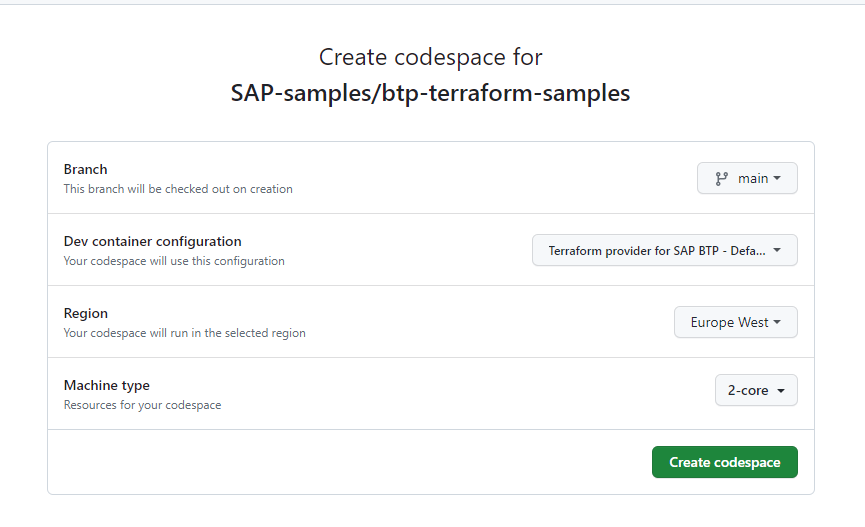 Create codespace for
SAP-samples/btp-terraform-samples
Branch
This branch will be checked out on creation
main
Dev container configuration
Your codespace will use this configuration
Terraform provider for SAP BTP - Defa...
Region
Your codespace will run in the selected region
Europe West
Machine type
Resources for your codespace
2-core
Create codespace